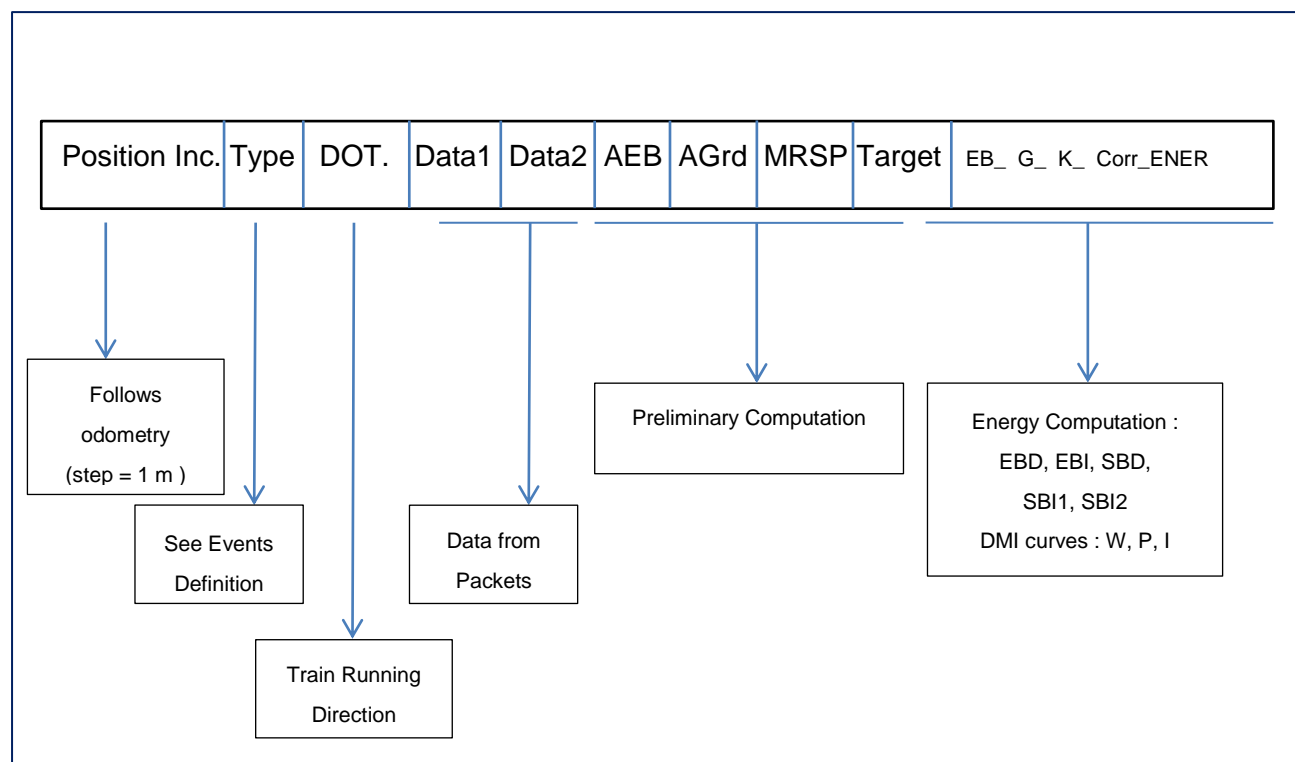 Position Inc. Type DOT. Data1 Data2 AEB AGrd MRSP Target EB_ G_ K_ Corr_ENER
Follows
odometry
(step = 1 m )
See Events
Definition
Train Running
Direction
Data from
Packets
Preliminary Computation
Energy Computation :
EBD, EBI, SBD,
SBI1, SBI2
DMI curves : W, P, I